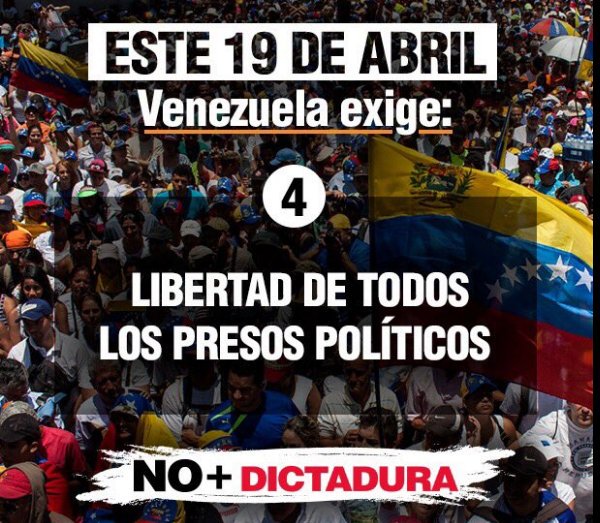 ESTE 19 DE ABRIL
Venezuela exige:
4
LIBERTAD DE TODOS
LOS PRESOS POLÍTICOS
NO+ DICTADURA